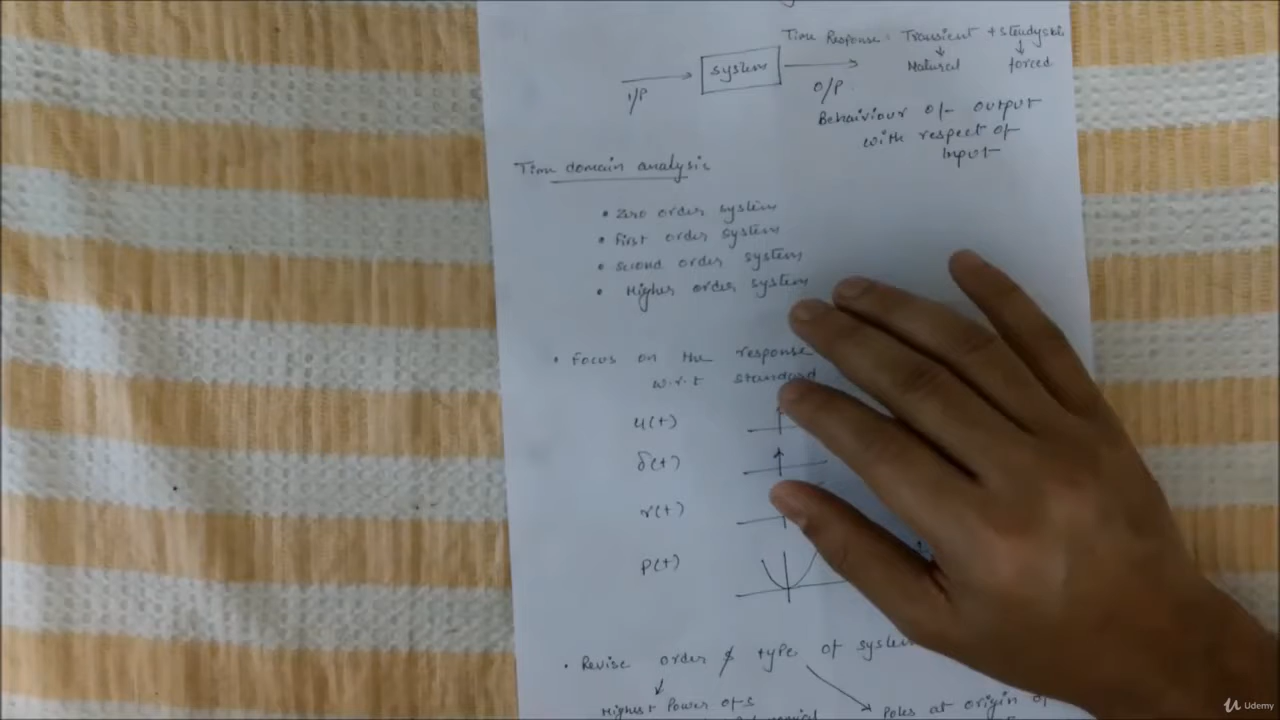 Time Response : Transient + steadystate
Natural forced
system
I/P
O/P
Behaiviour of output
with respect of
Input
Time domain analysis
• Zero order system
• First order system
• Second order system
• Higher order system
• Focus on the response
w.r.t standard
u(t)
δ(t)
r(t)
p(t)
• Revise order & type of system
Highest Power of s
Poles at origin of
Udemy